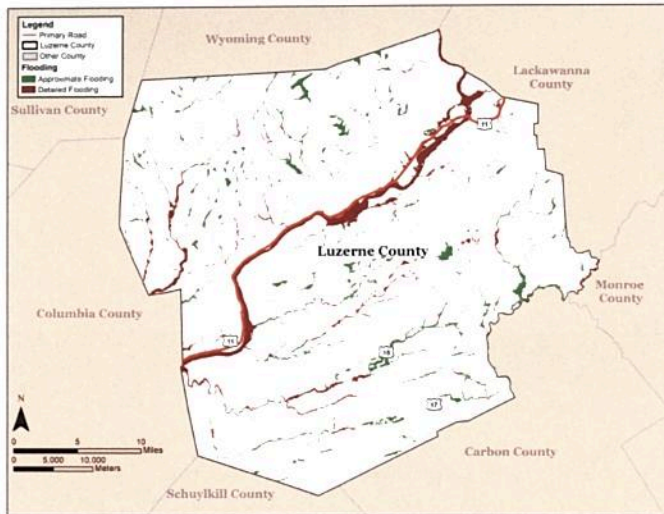 Legend
Primary Road
Luzerne County
Other County
Flooding
Approximate Flooding
Detailed Flooding
Wyoming County
Lackawanna
County
Sullivan County
11
Luzerne County
Monroe
County
Columbia County
11
N
0 5 10
Miles
0 5,000 10,000
Meters
Carbon County
Schuylkill County